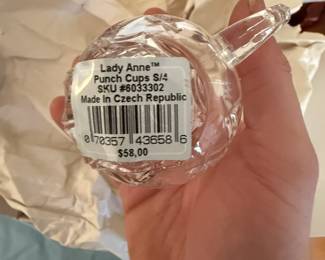 Lady Anne™
Punch Cups S/4
SKU #6033302
Made In Czech Republic
0 70357 43658 6
$58,00